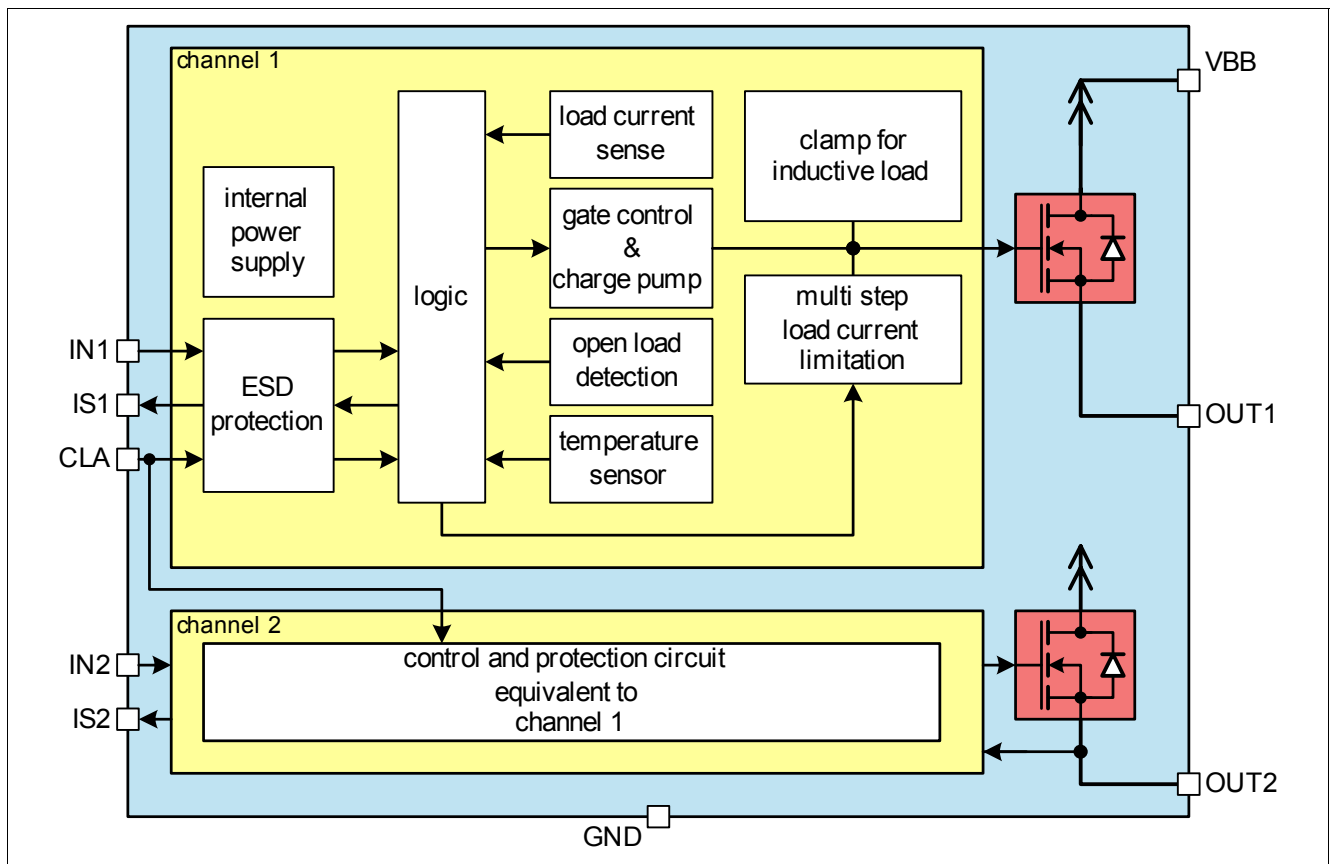 channel 1
VBB
load current
sense
clamp for
inductive load
internal
power
supply
gate control
&
charge pump
logic
multi step
load current
limitation
IN1
open load
detection
ESD
protection
IS1
OUT1
CLA
temperature
sensor
channel 2
IN2
control and protection circuit
equivalent to
channel 1
IS2
OUT2
GND